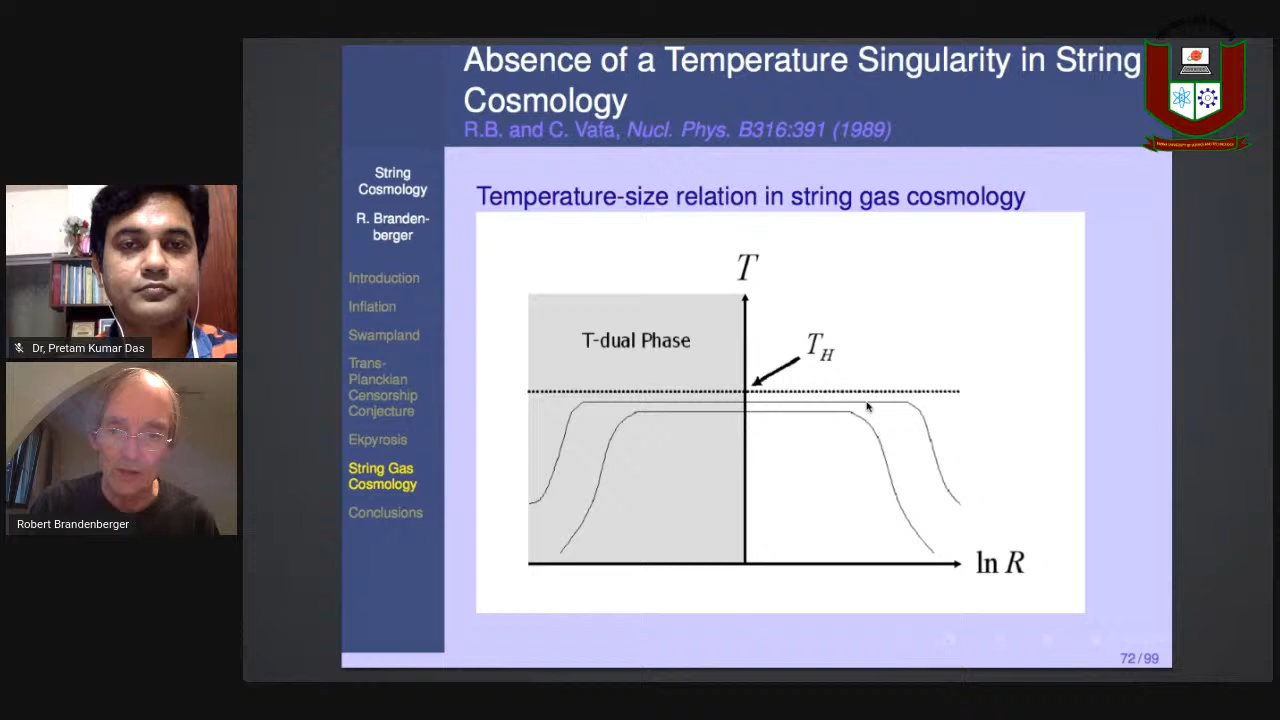 Absence of a Temperature Singularity in String
Cosmology
R.B. and C. Vafa, Nucl. Phys. B316:391 (1989)
String
Cosmology
R. Branden-
berger
Introduction
Inflation
Swampland
Trans-
Planckian
Censorship
Conjecture
Ekpyrosis
String Gas
Cosmology
Conclusions
Temperature-size relation in string gas cosmology
T
T-dual Phase
T_H
ln R
72/99
Dr, Pretam Kumar Das
Robert Brandenberger